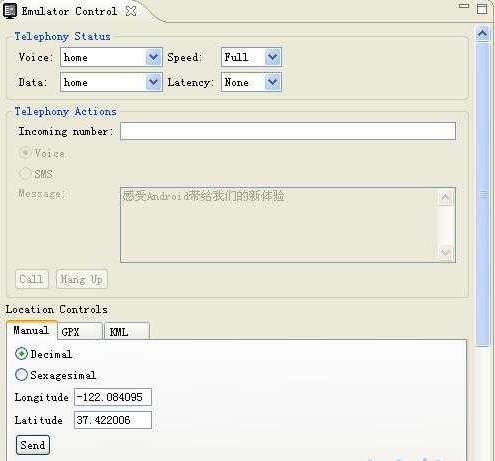 Emulator Control
Telephony Status
Voice: home Speed: Full
Data: home Latency: None
Telephony Actions
Incoming number:
Voice
SMS
Message: 感受Android带给我们的新体验
Call Hang Up
Location Controls
Manual GPX KML
Decimal
Sexagesimal
Longitude -122.084095
Latitude 37.422006
Send